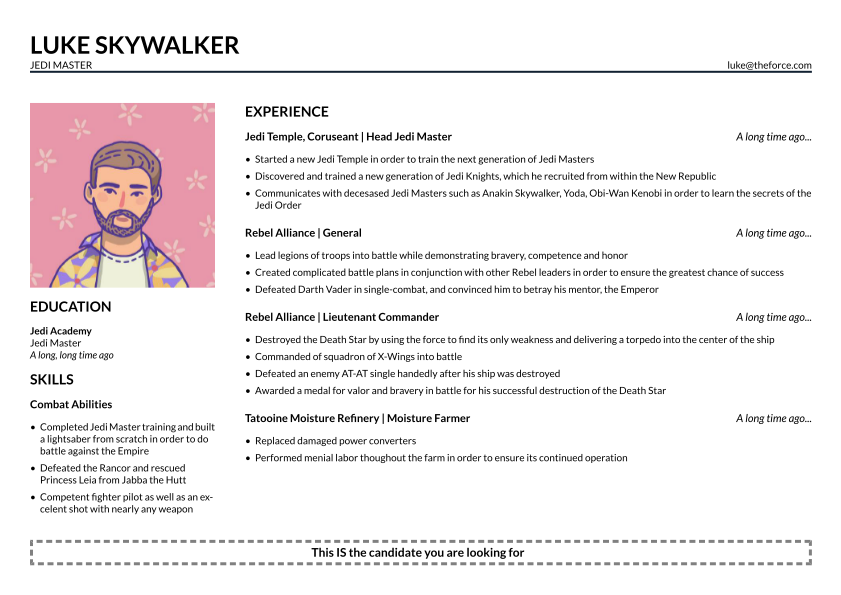 LUKE SKYWALKER
JEDI MASTER
luke@theforce.com
EDUCATION
Jedi Academy
Jedi Master
A long, long time ago
SKILLS
Combat Abilities
• Completed Jedi Master training and built
a lightsaber from scratch in order to do
battle against the Empire
• Defeated the Rancor and rescued
Princess Leia from Jabba the Hutt
• Competent fighter pilot as well as an ex-
celent shot with nearly any weapon
EXPERIENCE
Jedi Temple, Coruseant | Head Jedi Master
A long time ago...
• Started a new Jedi Temple in order to train the next generation of Jedi Masters
• Discovered and trained a new generation of Jedi Knights, which he recruited from within the New Republic
• Communicates with decesased Jedi Masters such as Anakin Skywalker, Yoda, Obi-Wan Kenobi in order to learn the secrets of the
Jedi Order
Rebel Alliance | General
A long time ago...
• Lead legions of troops into battle while demonstrating bravery, competence and honor
• Created complicated battle plans in conjunction with other Rebel leaders in order to ensure the greatest chance of success
• Defeated Darth Vader in single-combat, and convinced him to betray his mentor, the Emperor
Rebel Alliance | Lieutenant Commander
A long time ago...
• Destroyed the Death Star by using the force to find its only weakness and delivering a torpedo into the center of the ship
• Commanded of squadron of X-Wings into battle
• Defeated an enemy AT-AT single handedly after his ship was destroyed
• Awarded a medal for valor and bravery in battle for his successful destruction of the Death Star
Tatooine Moisture Refinery | Moisture Farmer
A long time ago...
• Replaced damaged power converters
• Performed menial labor thoughout the farm in order to ensure its continued operation
This IS the candidate you are looking for